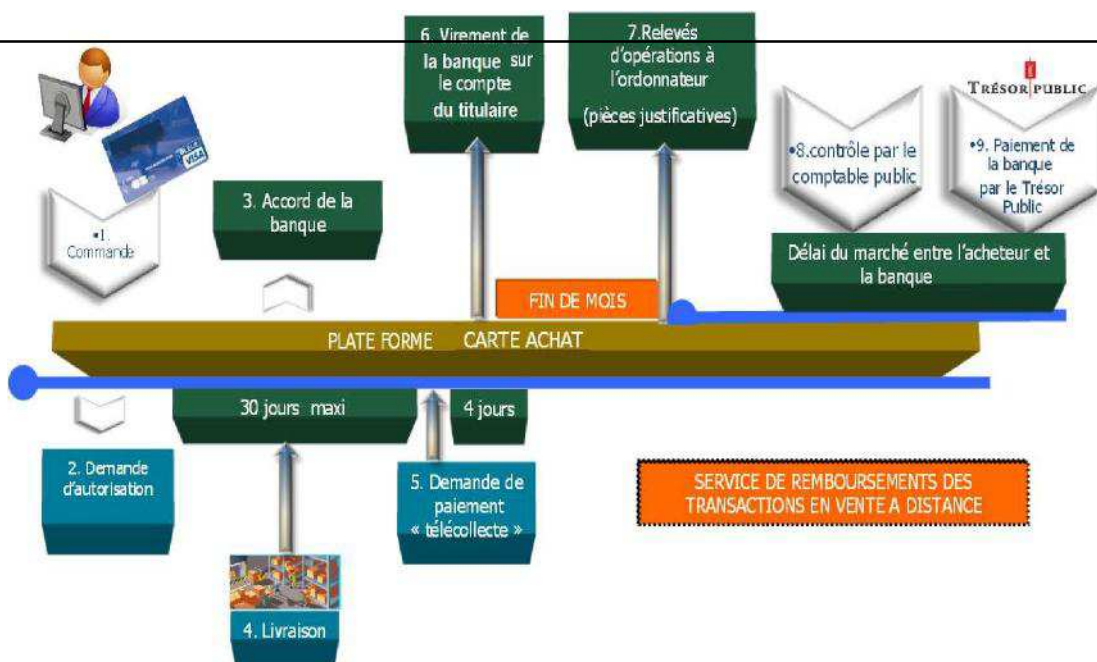 6. Virement de
la banque sur
le compte
du titulaire
7.Relevés
d'opérations à
l'ordonnateur
(pièces justificatives)
TRÉSOR PUBLIC
VISA
•1.
Commande
3. Accord de la
banque
•8.contrôle par le
comptable public
•9. Paiement de
la banque
par le Trésor
Public
Délai du marché entre l'acheteur et
la banque
FIN DE MOIS
PLATE FORME CARTE ACHAT
30 jours maxi
4 jours
2. Demande
d'autorisation
5. Demande de
paiement
« télécollecte »
SERVICE DE REMBOURSEMENTS DES
TRANSACTIONS EN VENTE A DISTANCE
4. Livraison